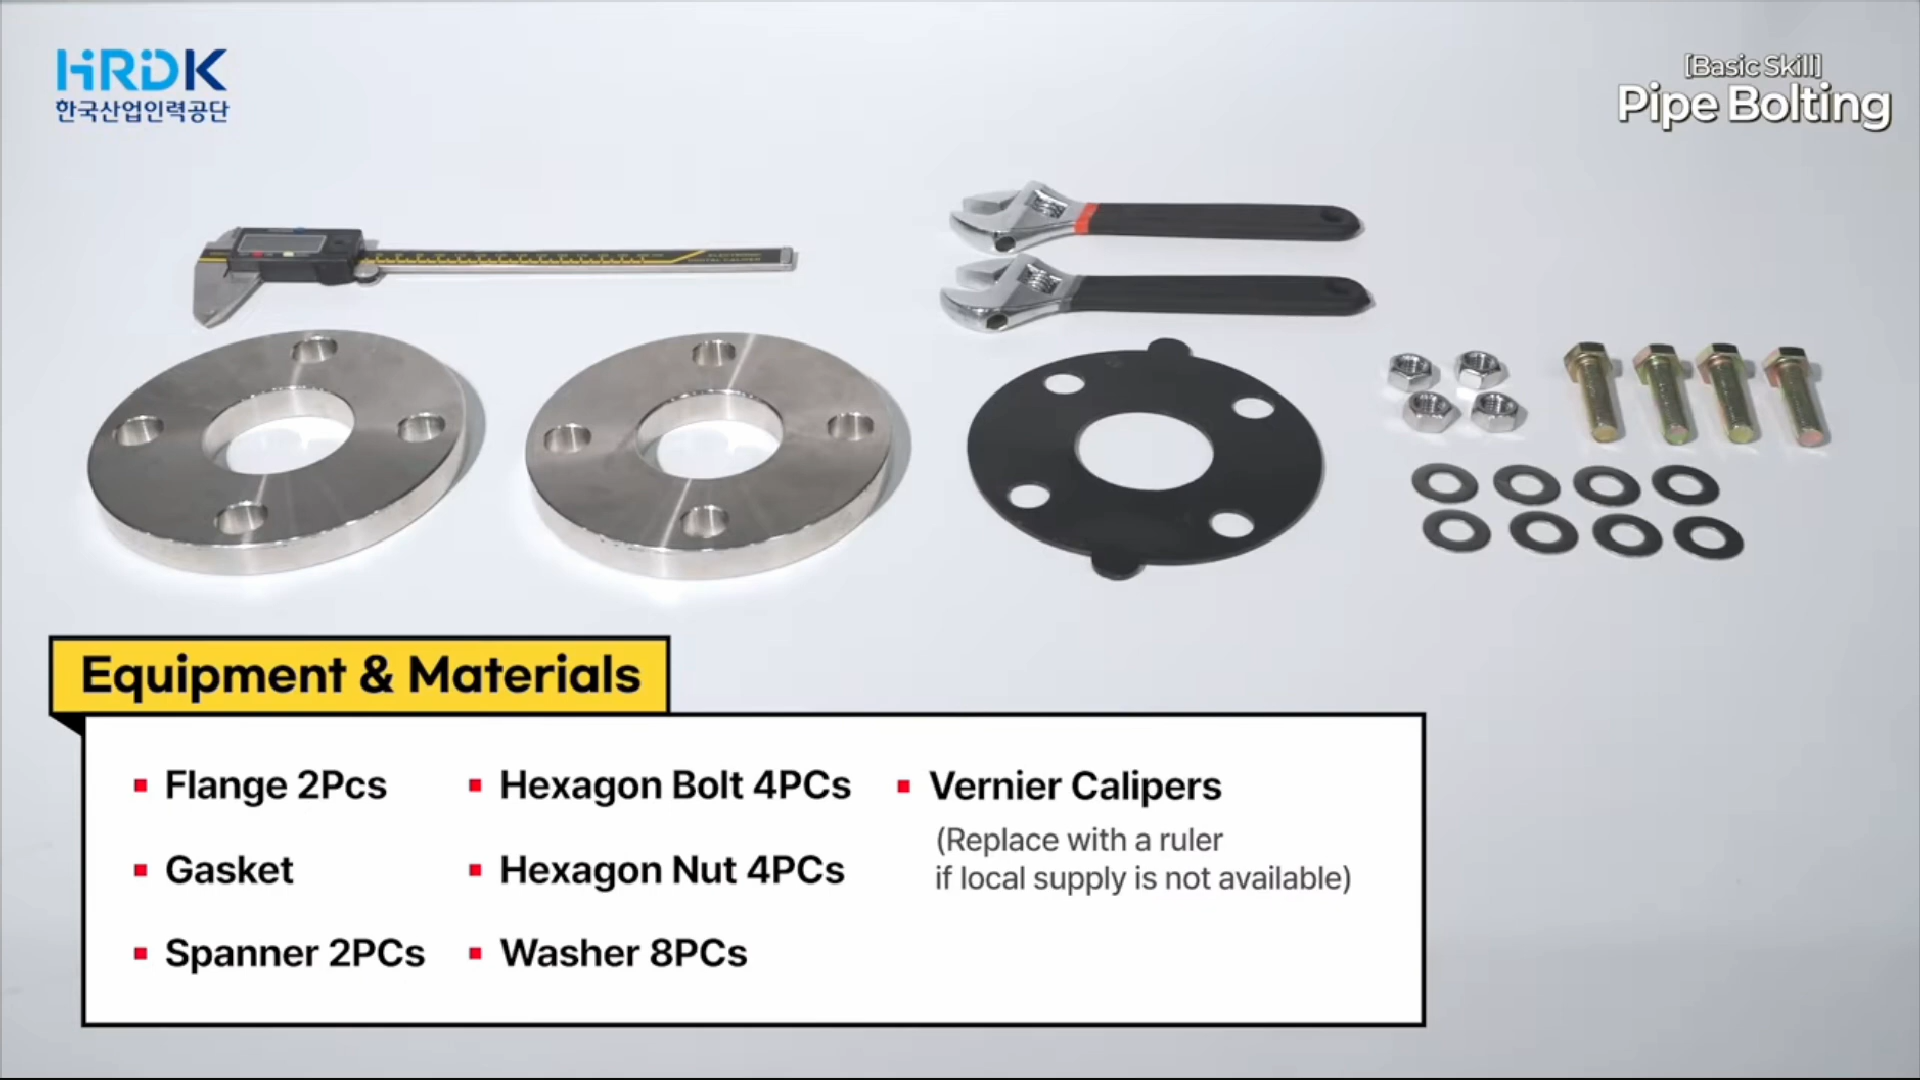 HRDK
한국산업인력공단
[Basic Skill]
Pipe Bolting
Equipment & Materials
Flange 2Pcs
Gasket
Spanner 2PCs
Hexagon Bolt 4PCs
Hexagon Nut 4PCs
Washer 8PCs
Vernier Calipers
(Replace with a ruler
if local supply is not available)